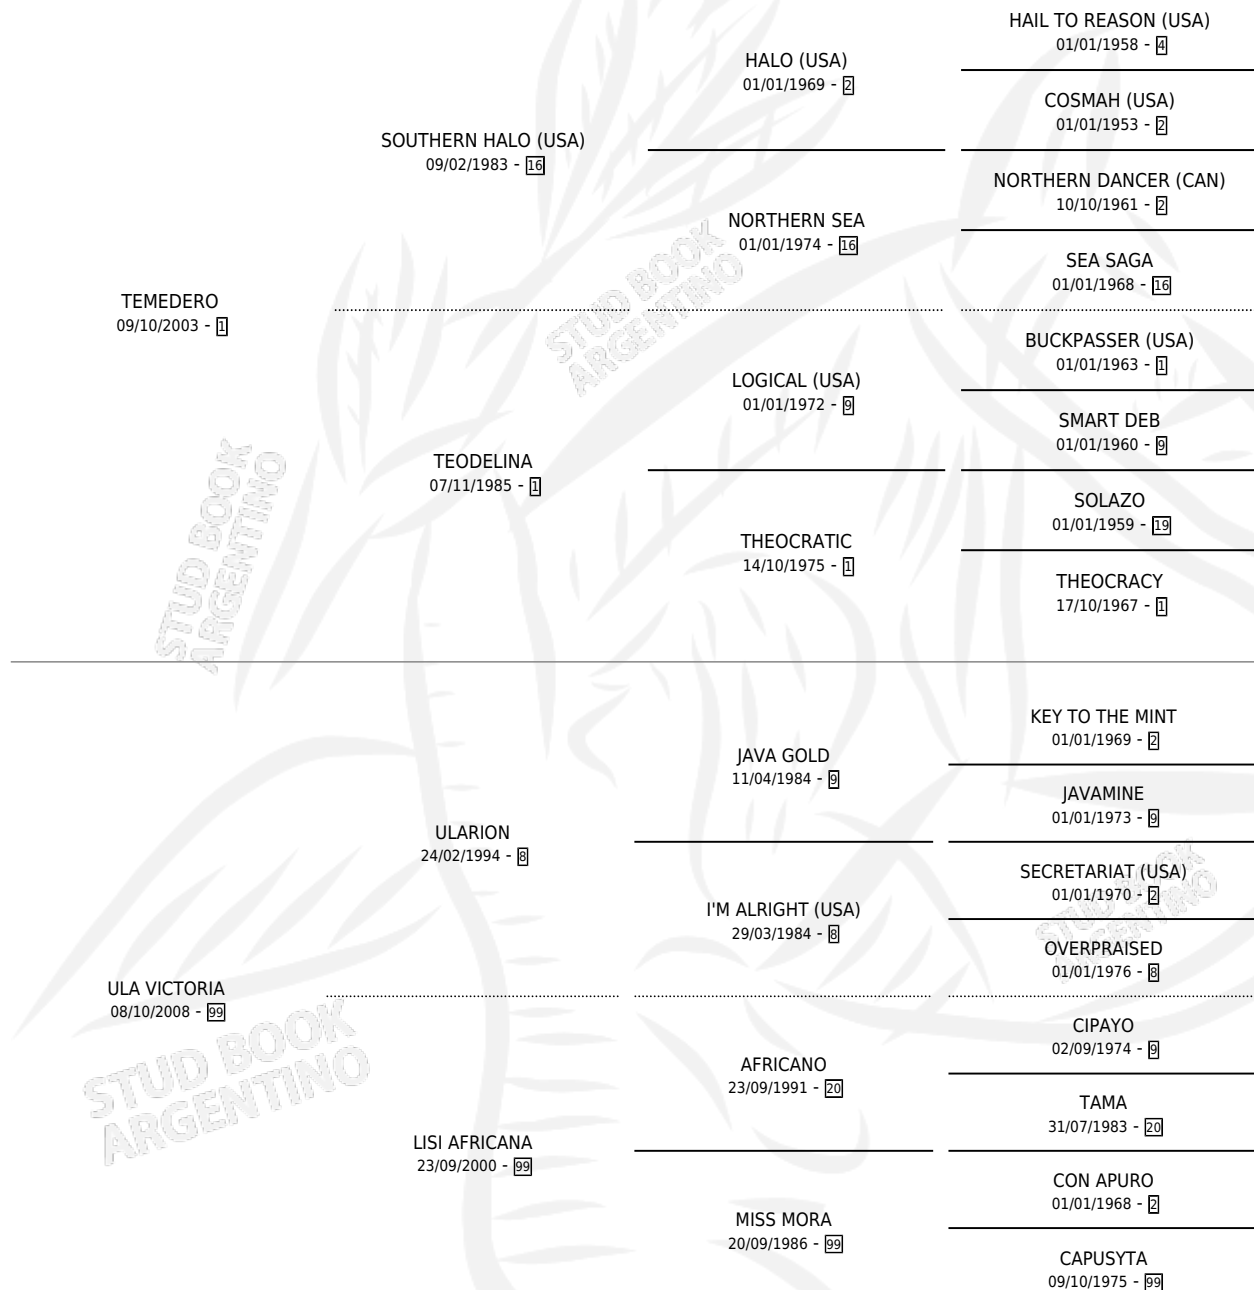 HAIL TO REASON (USA)
01/01/1958 - 4
HALO (USA)
01/01/1969 - 2
COSMAH (USA)
01/01/1953 - 2
SOUTHERN HALO (USA)
09/02/1983 - 16
NORTHERN DANCER (CAN)
10/10/1961 - 2
NORTHERN SEA
01/01/1974 - 16
SEA SAGA
01/01/1968 - 16
TEMEDERO
09/10/2003 - 1
BUCKPASSER (USA)
01/01/1963 - 1
LOGICAL (USA)
01/01/1972 - 9
SMART DEB
01/01/1960 - 9
TEODELINA
07/11/1985 - 1
SOLAZO
01/01/1959 - 19
THEOCRATIC
14/10/1975 - 1
THEOCRACY
17/10/1967 - 1
KEY TO THE MINT
01/01/1969 - 2
JAVA GOLD
11/04/1984 - 9
JAVAMINE
01/01/1973 - 9
ULARION
24/02/1994 - 8
SECRETARIAT (USA)
01/01/1970 - 2
I'M ALRIGHT (USA)
29/03/1984 - 8
OVERPRAISED
01/01/1976 - 8
ULA VICTORIA
08/10/2008 - 99
CIPAYO
02/09/1974 - 9
AFRICANO
23/09/1991 - 20
TAMA
31/07/1983 - 20
LISI AFRICANA
23/09/2000 - 99
CON APURO
01/01/1968 - 2
MISS MORA
20/09/1986 - 99
CAPUSYTA
09/10/1975 - 99
STUD BOOK
ARGENTINO
STUD BOOK
ARGENTINO
STUD BOOK
ARGENTINO
STUD BOOK
ARGENTINO